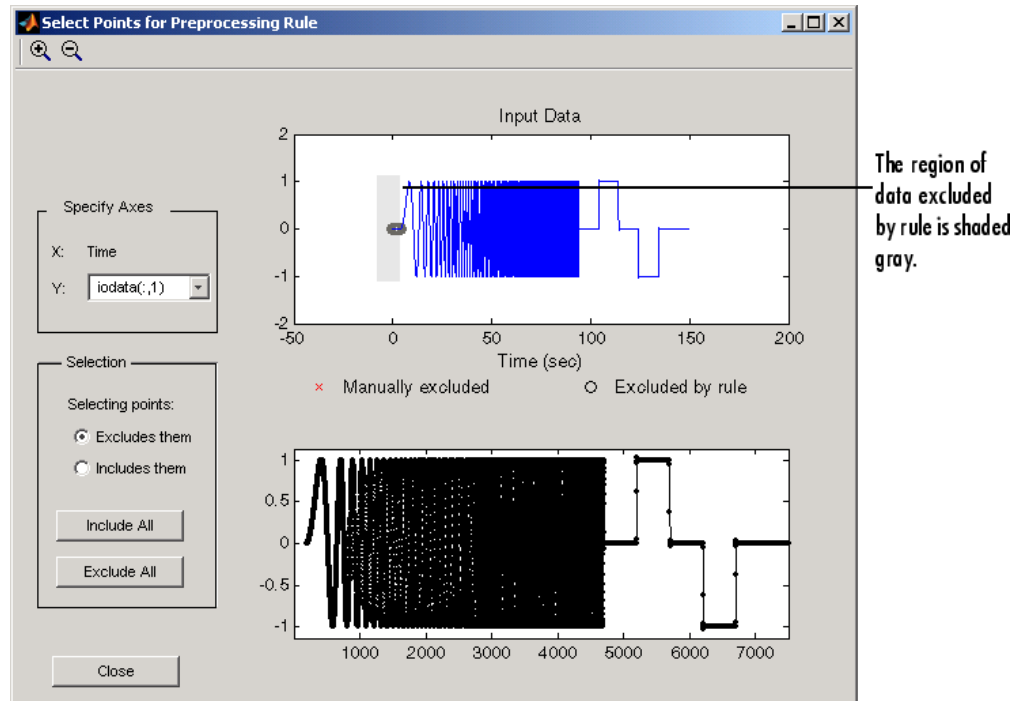 Select Points for Preprocessing Rule
Input Data
2
1
0
-1
-2
-50
0
50
100
150
200
Time (sec)
The region of
data excluded
by rule is shaded
gray.
Specify Axes
X: Time
Y: iodata(:,1)
Selection
Selecting points:
Excludes them
Includes them
Include All
Exclude All
Close
× Manually excluded
O Excluded by rule
1
0.5
0
-0.5
-1
1000
2000
3000
4000
5000
6000
7000